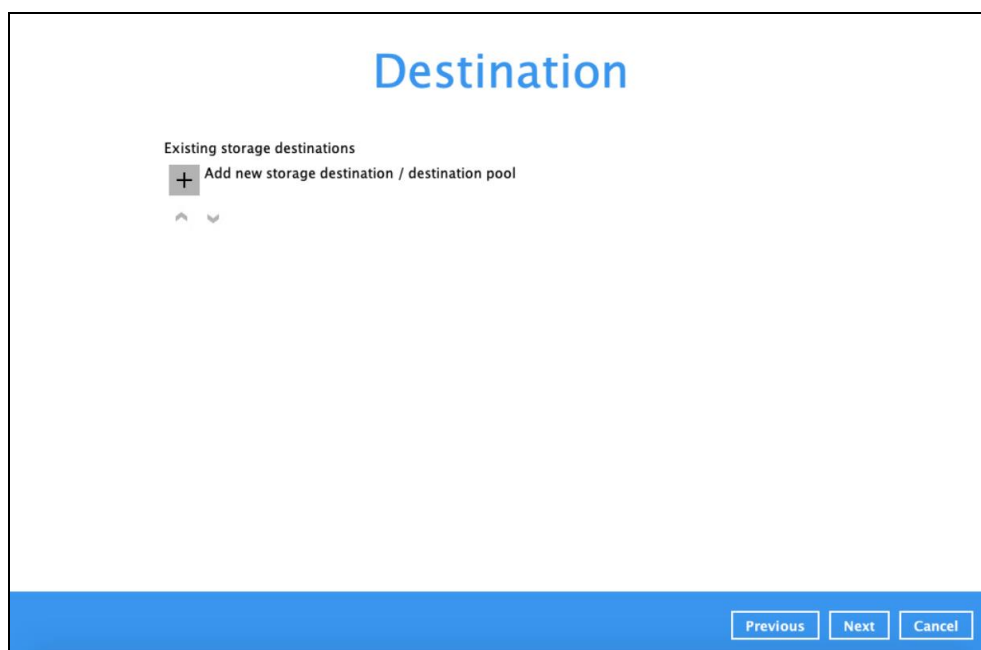 Destination
Existing storage destinations
Add new storage destination / destination pool
Previous Next Cancel